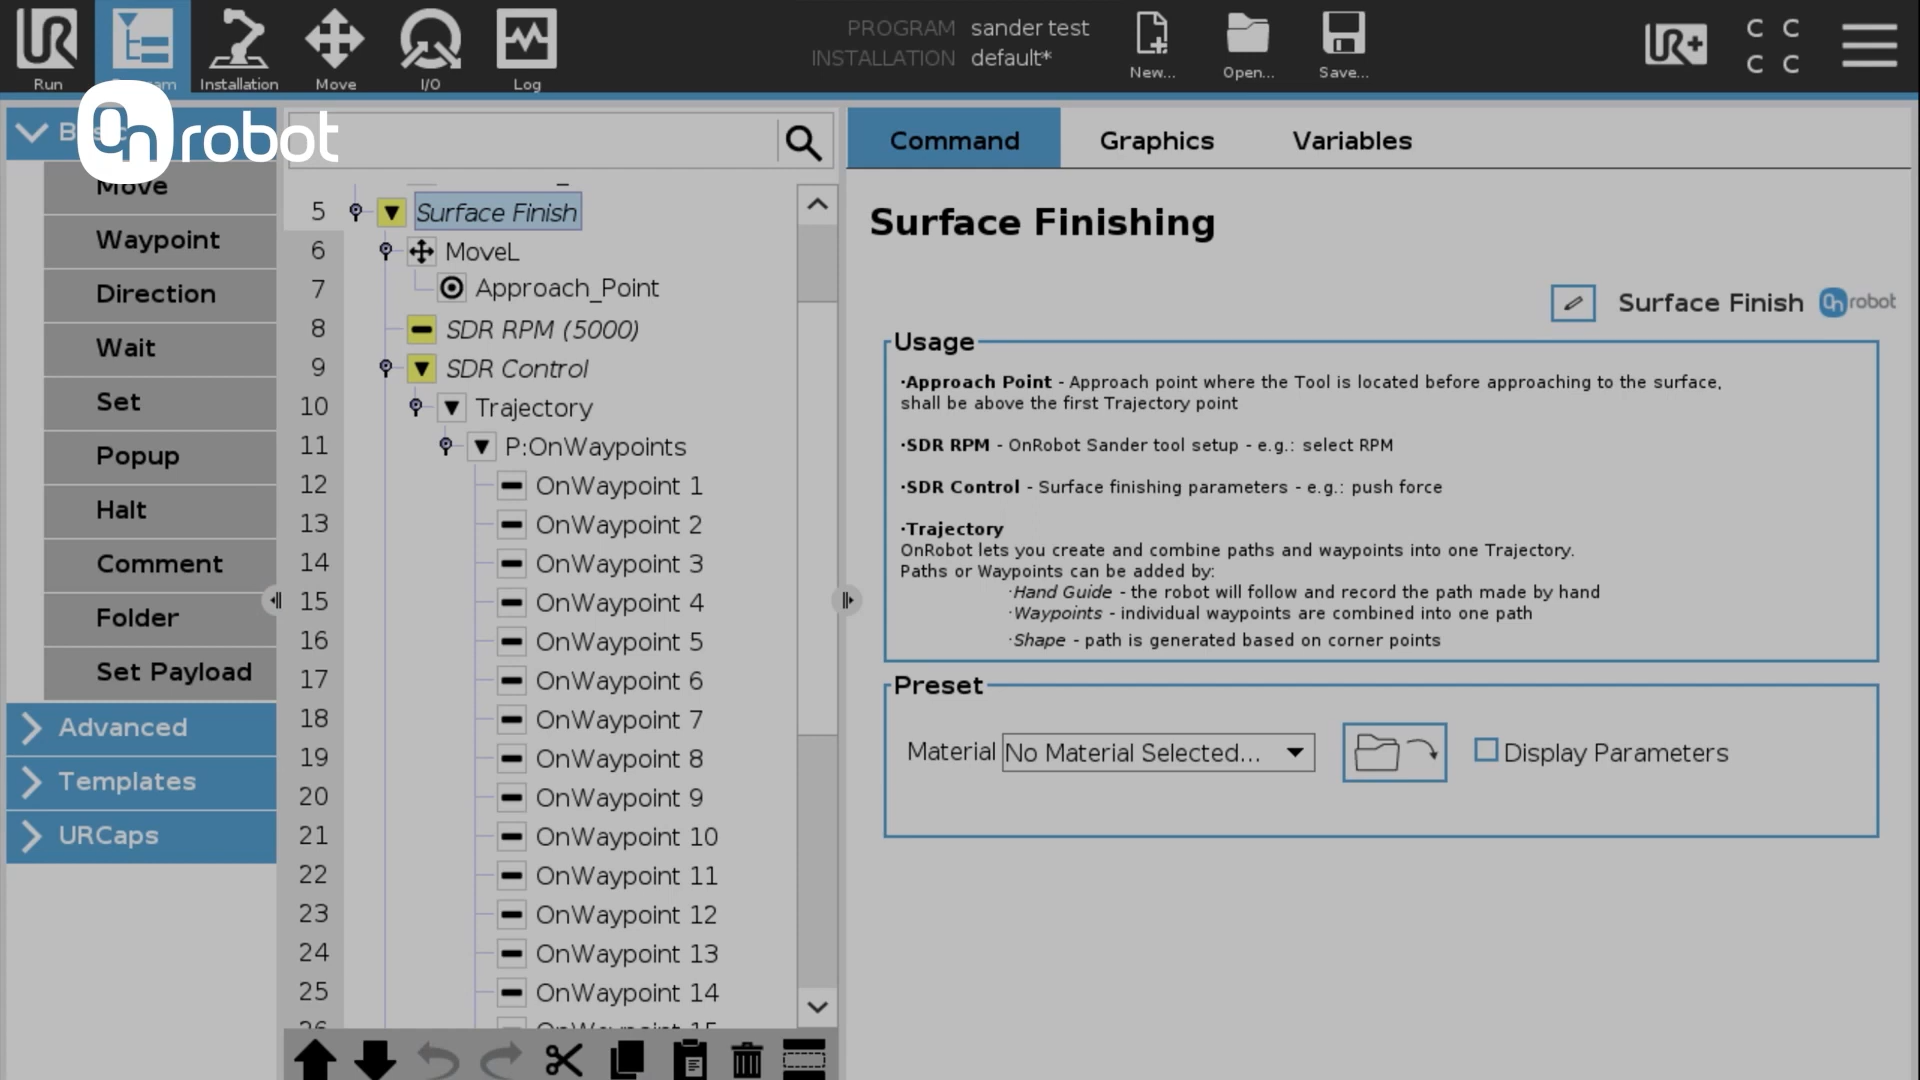 PROGRAM sander test
INSTALLATION default*
Run
Installation
Move
I/O
Log
New...
Open...
Save...
UR+
C C
C C
On robot
Move
Waypoint
Direction
Wait
Set
Popup
Halt
Comment
Folder
Set Payload
Advanced
Templates
URCaps
5 Surface Finish
6 MoveL
7 Approach_Point
8 SDR RPM (5000)
9 SDR Control
10 Trajectory
11 P:OnWaypoints
12 OnWaypoint 1
13 OnWaypoint 2
14 OnWaypoint 3
15 OnWaypoint 4
16 OnWaypoint 5
17 OnWaypoint 6
18 OnWaypoint 7
19 OnWaypoint 8
20 OnWaypoint 9
21 OnWaypoint 10
22 OnWaypoint 11
23 OnWaypoint 12
24 OnWaypoint 13
25 OnWaypoint 14
26 OnWaypoint 15
Command Graphics Variables
Surface Finishing
Surface Finish On robot
Usage
·Approach Point - Approach point where the Tool is located before approaching to the surface,
shall be above the first Trajectory point
·SDR RPM - OnRobot Sander tool setup - e.g.: select RPM
·SDR Control - Surface finishing parameters - e.g.: push force
·Trajectory
OnRobot lets you create and combine paths and waypoints into one Trajectory.
Paths or Waypoints can be added by:
·Hand Guide - the robot will follow and record the path made by hand
·Waypoints - individual waypoints are combined into one path
·Shape - path is generated based on corner points
Preset
Material No Material Selected... Display Parameters